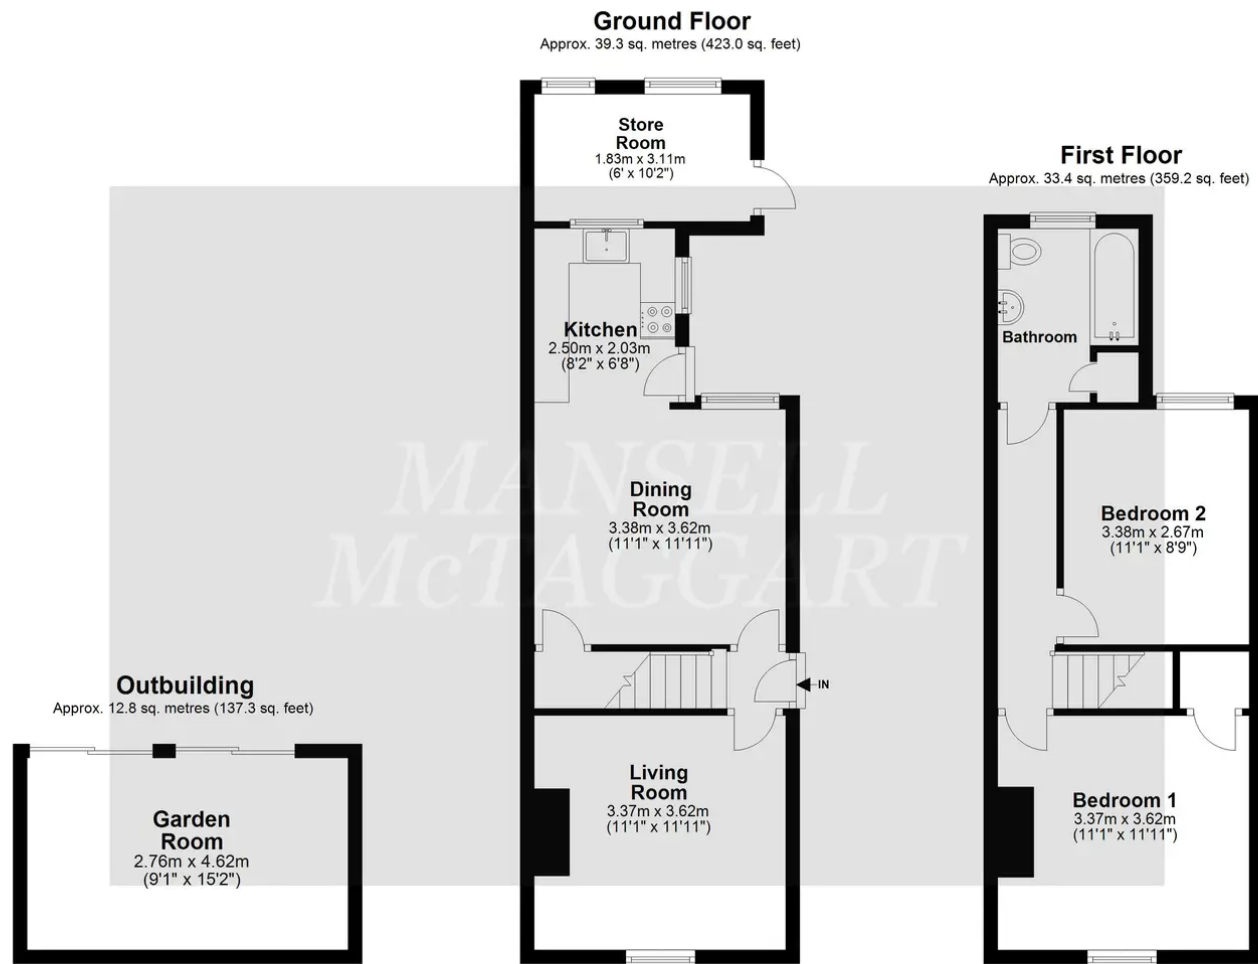 Ground Floor
Approx. 39.3 sq. metres (423.0 sq. feet)
Store
Room
1.83m x 3.11m
(6' x 10'2")
First Floor
Approx. 33.4 sq. metres (359.2 sq. feet)
Kitchen
2.50m x 2.03m
(8'2" x 6'8")
Bathroom
MANSELL
McTAGGART
Dining
Room
3.38m x 3.62m
(11'1" x 11'11")
Bedroom 2
3.38m x 2.67m
(11'1" x 8'9")
IN
Outbuilding
Approx. 12.8 sq. metres (137.3 sq. feet)
Garden
Room
2.76m x 4.62m
(9'1" x 15'2")
Living
Room
3.37m x 3.62m
(11'1" x 11'11")
Bedroom 1
3.37m x 3.62m
(11'1" x 11'11")